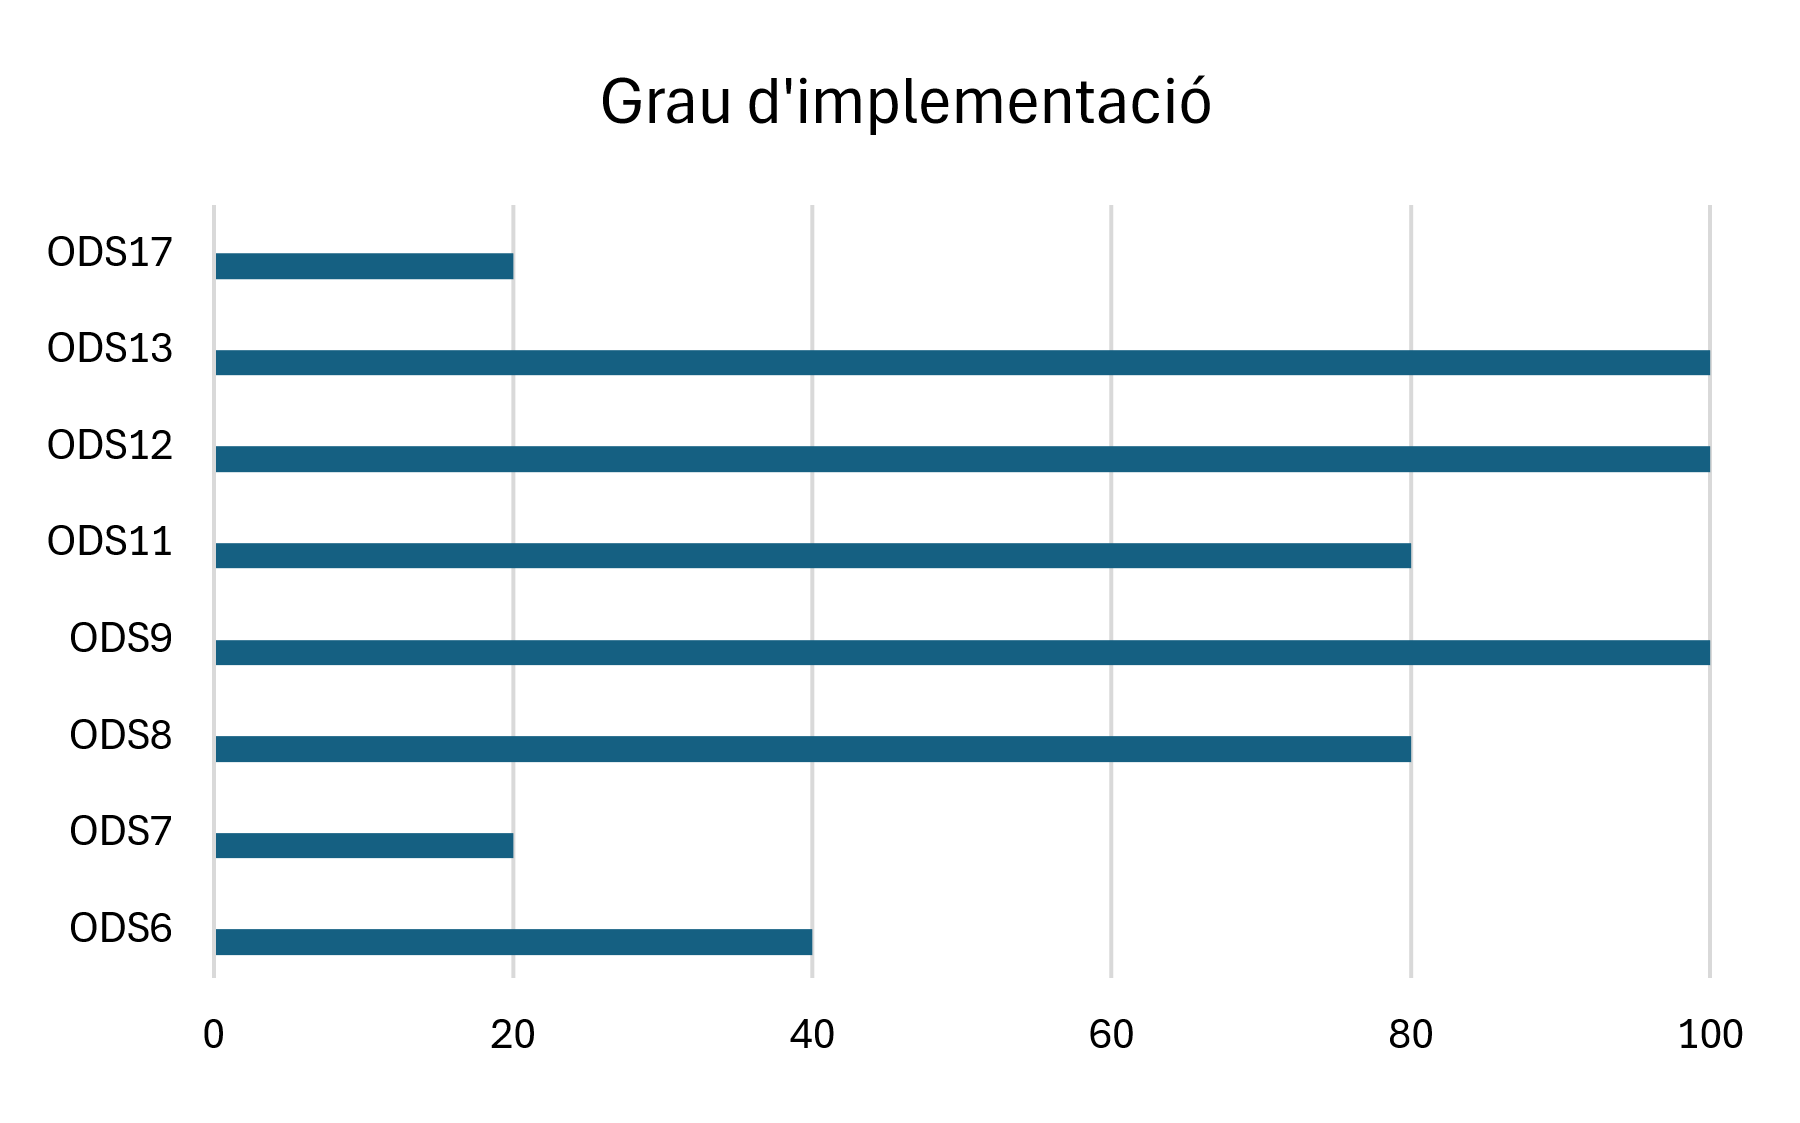 Grau d'implementació
ODS17
ODS13
ODS12
ODS11
ODS9
ODS8
ODS7
ODS6
0 20 40 60 80 100